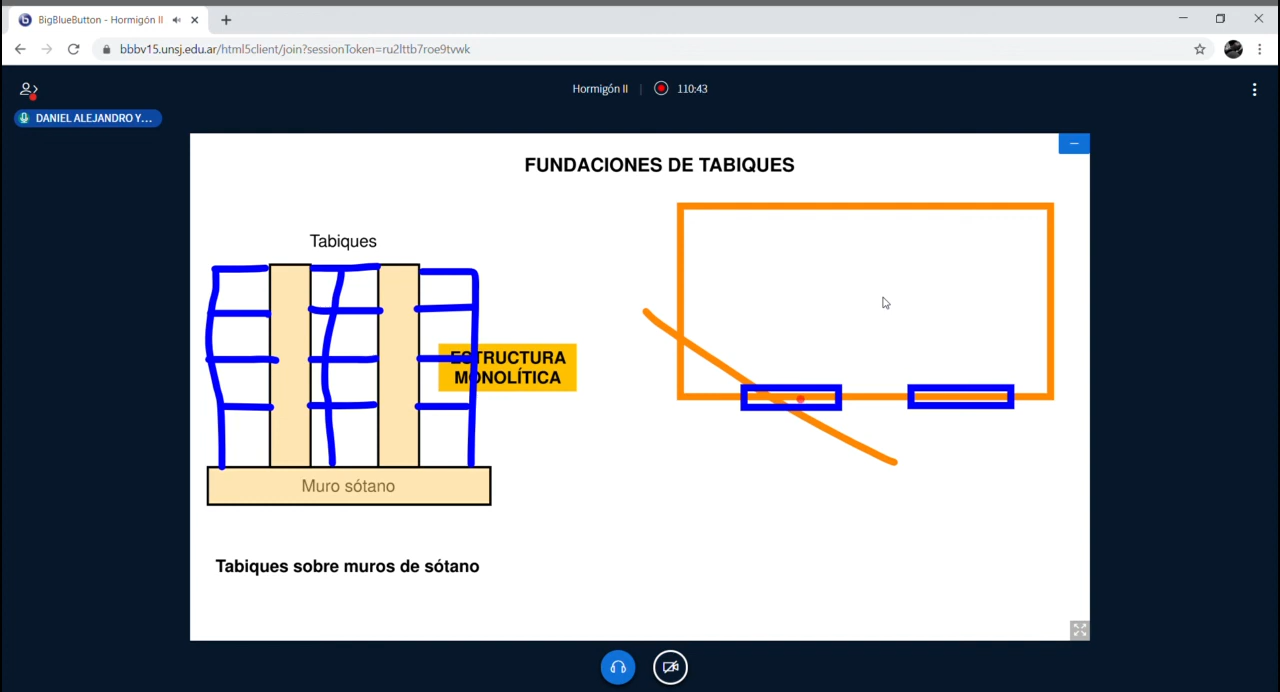 BigBlueButton - Hormigón II
bbbv15.unsj.edu.ar/html5client/join?sessionToken=ru2lttb7roe9tvwk
Hormigón II | 110:43
DANIEL ALEJANDRO Y...
FUNDACIONES DE TABIQUES
Tabiques
ESTRUCTURA
MONOLÍTICA
Muro sótano
Tabiques sobre muros de sótano